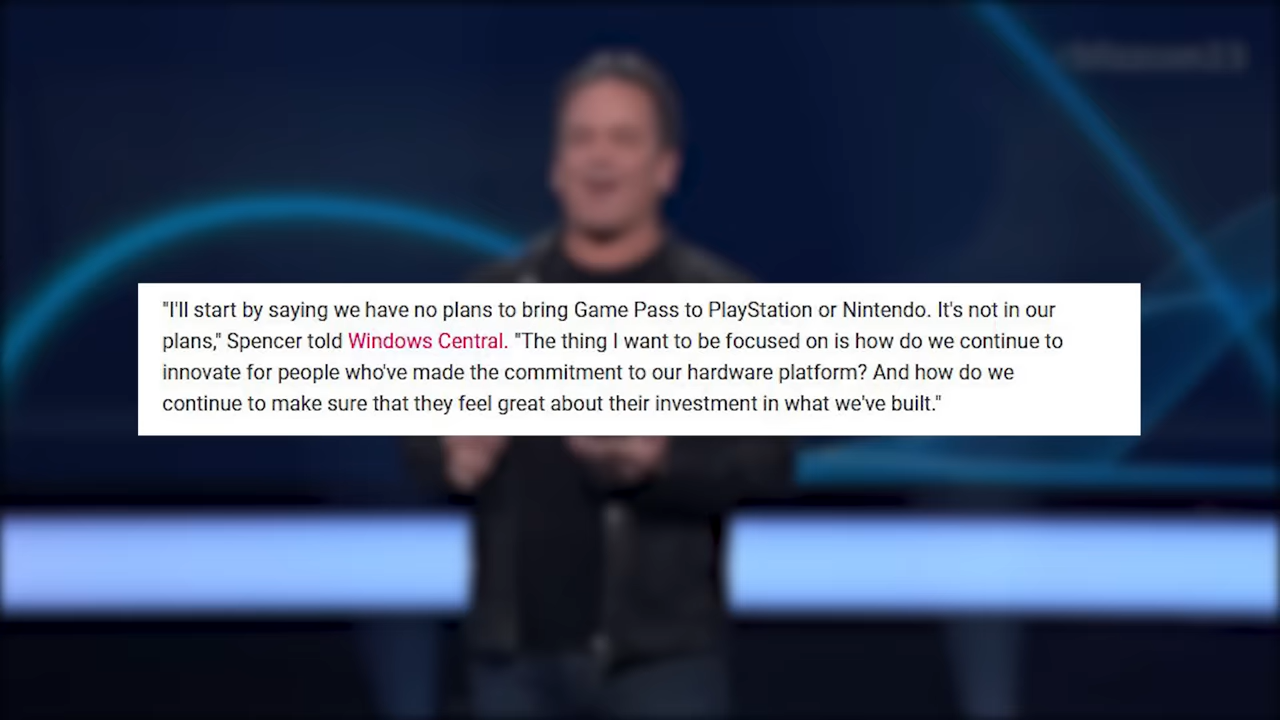 "I'll start by saying we have no plans to bring Game Pass to PlayStation or Nintendo. It's not in our
plans," Spencer told Windows Central. "The thing I want to be focused on is how do we continue to
innovate for people who've made the commitment to our hardware platform? And how do we
continue to make sure that they feel great about their investment in what we've built."